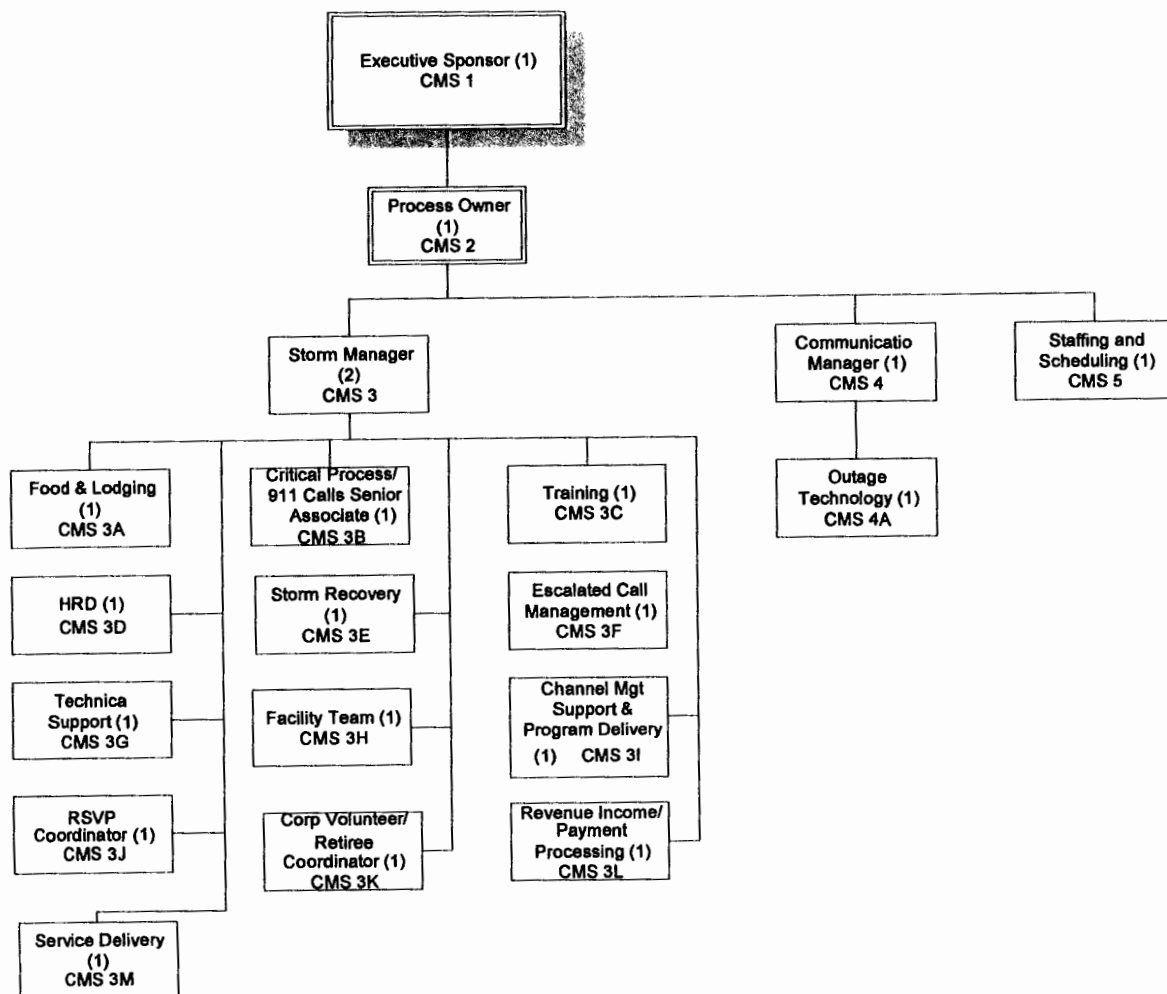 Executive Sponsor (1)
CMS 1
Process Owner
(1)
CMS 2
Storm Manager
(2)
CMS 3
Communicatio
Manager (1)
CMS 4
Staffing and
Scheduling (1)
CMS 5
Food & Lodging
(1)
CMS 3A
Critical Process/
911 Calls Senior
Associate (1)
CMS 3B
Training (1)
CMS 3C
Outage
Technology (1)
CMS 4A
HRD (1)
CMS 3D
Storm Recovery
(1)
CMS 3E
Escalated Call
Management (1)
CMS 3F
Technica
Support (1)
CMS 3G
Facility Team (1)
CMS 3H
Channel Mgt
Support &
Program Delivery
(1) CMS 3I
RSVP
Coordinator (1)
CMS 3J
Corp Volunteer/
Retiree
Coordinator (1)
CMS 3K
Revenue Income/
Payment
Processing (1)
CMS 3L
Service Delivery
(1)
CMS 3M